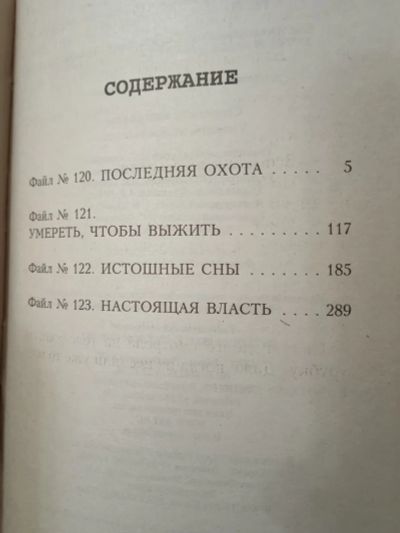 СОДЕРЖАНИЕ
Файл № 120. ПОСЛЕДНЯЯ ОХОТА ..... 5
Файл № 121.
УМЕРЕТЬ, ЧТОБЫ ВЫЖИТЬ ......... 117
Файл № 122. ИСТОШНЫЕ СНЫ ....... 185
Файл № 123. НАСТОЯЩАЯ ВЛАСТЬ .... 289